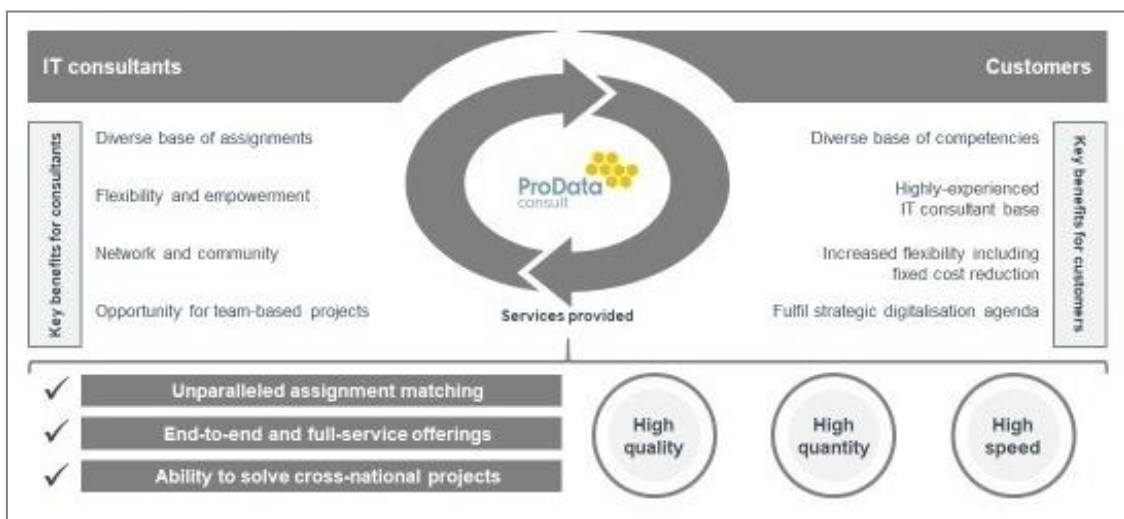 IT consultants
Customers
Key benefits for consultants
Diverse base of assignments
Flexibility and empowerment
Network and community
Opportunity for team-based projects
ProData
consult
Services provided
Diverse base of competencies
Highly-experienced
IT consultant base
Increased flexibility including
fixed cost reduction
Fulfil strategic digitalisation agenda
Key benefits for customers
Unparalleled assignment matching
End-to-end and full-service offerings
Ability to solve cross-national projects
High
quality
High
quantity
High
speed